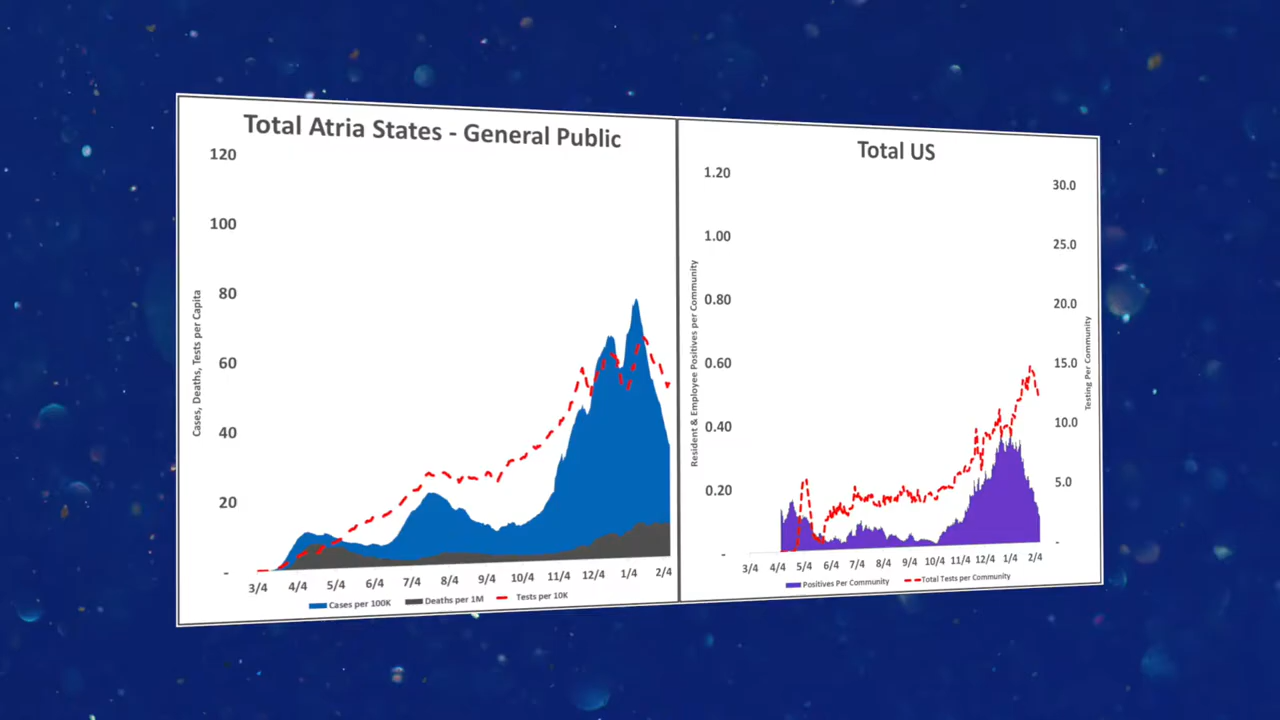 Total Atria States - General Public
120
100
80
60
40
20
-
Cases, Deaths, Tests per Capita
3/4 4/4 5/4 6/4 7/4 8/4 9/4 10/4 11/4 12/4 1/4 2/4
Cases per 100K Deaths per 1M Tests per 10K
Total US
1.20
1.00
0.80
0.60
0.40
0.20
-
Resident & Employee Positives per Community
30.0
25.0
20.0
15.0
10.0
5.0
-
Testing Per Community
3/4 4/4 5/4 6/4 7/4 8/4 9/4 10/4 11/4 12/4 1/4 2/4
Positives Per Community Total Tests per Community